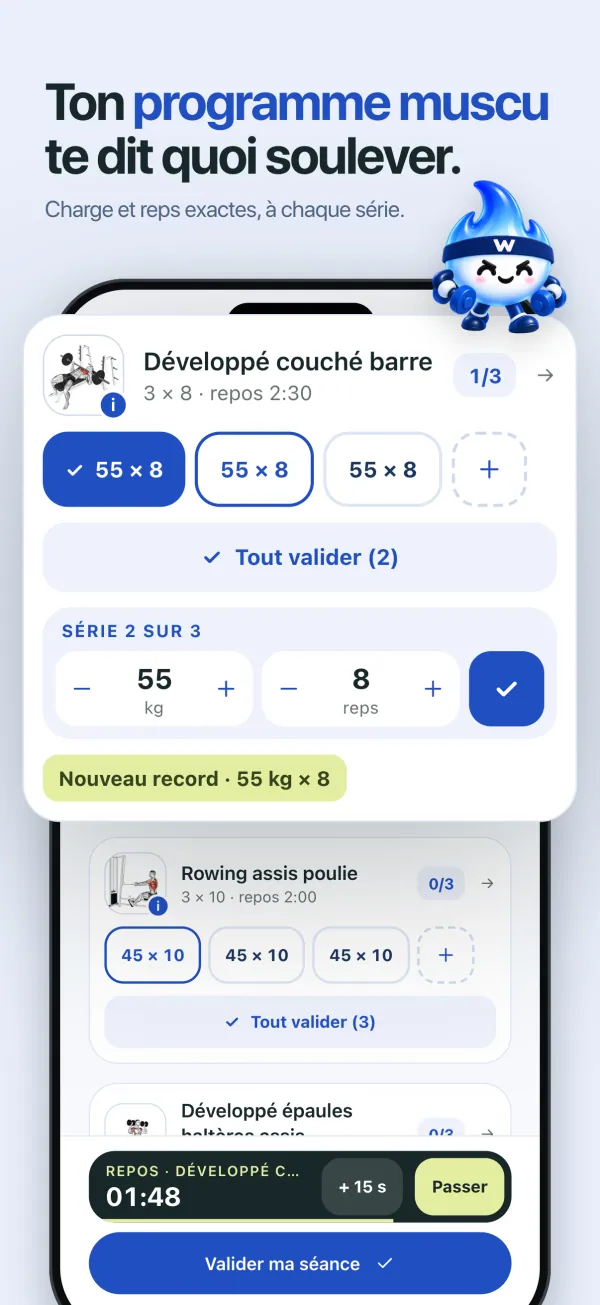 Ton programme muscu
te dit quoi soulever.
Charge et reps exactes, à chaque série.
W
Développé couché barre
3 × 8 · repos 2:30
1/3 →
i
✓ 55 × 8 55 × 8 55 × 8 +
✓ Tout valider (2)
SÉRIE 2 SUR 3
− 55 + − 8 + ✓
kg reps
Nouveau record · 55 kg × 8
Rowing assis poulie
3 × 10 · repos 2:00
0/3 →
i
45 × 10 45 × 10 45 × 10 +
✓ Tout valider (3)
Développé épaules
haltères assis
0/3 →
REPOS · DÉVELOPPÉ C...
01:48
+ 15 s
Passer
Valider ma séance ✓